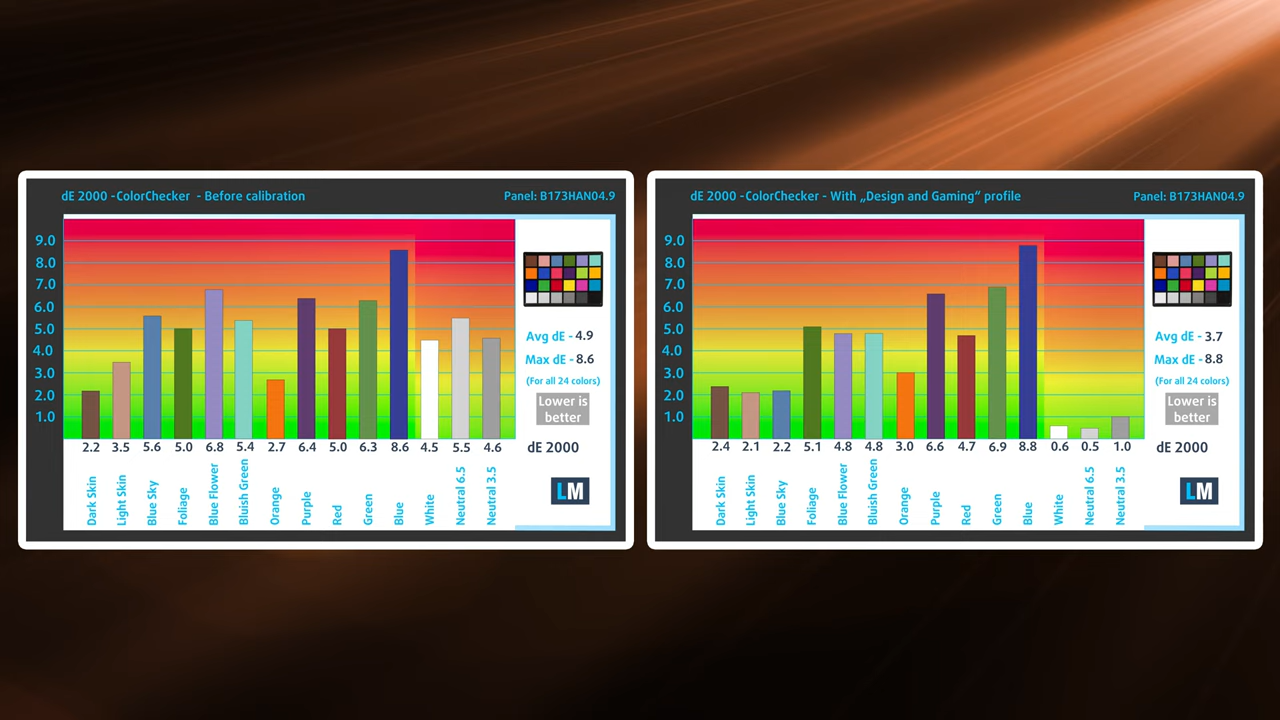 dE 2000 -ColorChecker - Before calibration
Panel: B173HAN04.9
9.0
8.0
7.0
6.0
5.0
4.0
3.0
2.0
1.0
Avg dE - 4.9
Max dE - 8.6
(For all 24 colors)
Lower is
better
2.2 3.5 5.6 5.0 6.8 5.4 2.7 6.4 5.0 6.3 8.6 4.5 5.5 4.6
dE 2000
Dark Skin
Light Skin
Blue Sky
Foliage
Blue Flower
Bluish Green
Orange
Purple
Red
Green
Blue
White
Neutral 6.5
Neutral 3.5
LM
dE 2000 -ColorChecker - With „Design and Gaming“ profile
Panel: B173HAN04.9
9.0
8.0
7.0
6.0
5.0
4.0
3.0
2.0
1.0
Avg dE - 3.7
Max dE - 8.8
(For all 24 colors)
Lower is
better
2.4 2.1 2.2 5.1 4.8 4.8 3.0 6.6 4.7 6.9 8.8 0.6 0.5 1.0
dE 2000
Dark Skin
Light Skin
Blue Sky
Foliage
Blue Flower
Bluish Green
Orange
Purple
Red
Green
Blue
White
Neutral 6.5
Neutral 3.5
LM